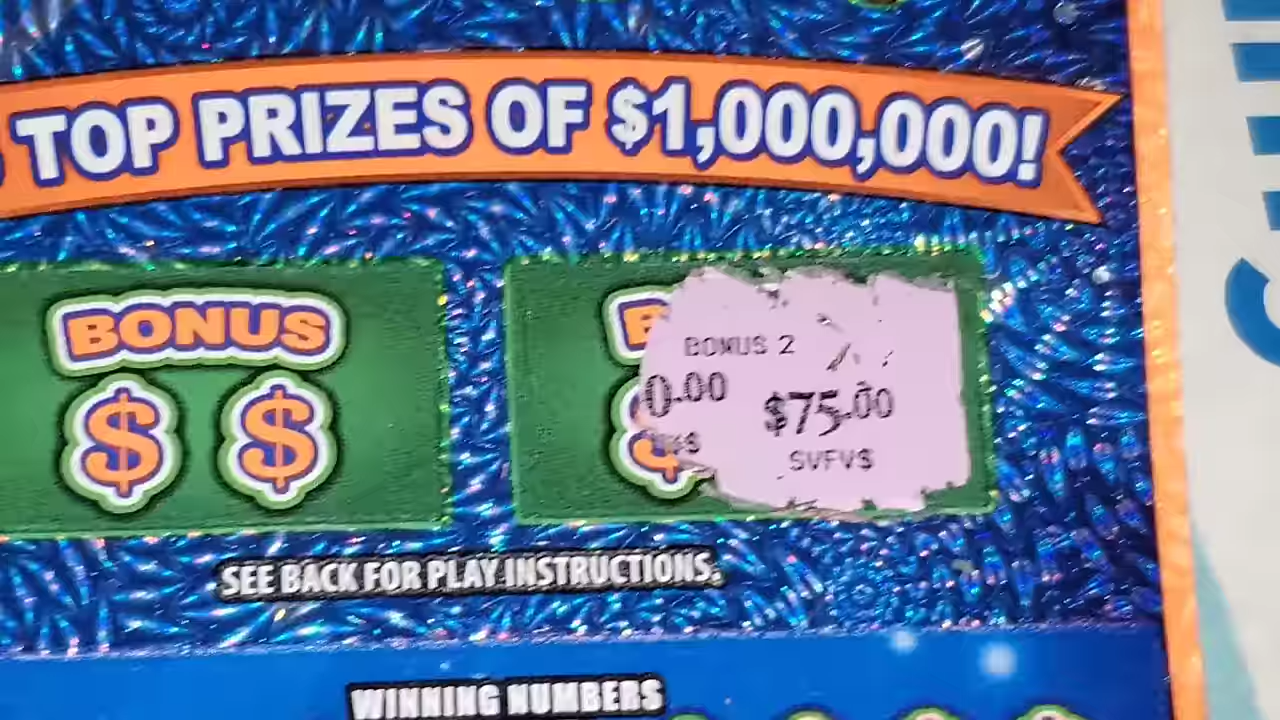 TOP PRIZES OF $1,000,000!
BONUS
$ $
BONUS 2
0.00 $75.00
SVFV$
SEE BACK FOR PLAY INSTRUCTIONS.
WINNING NUMBERS